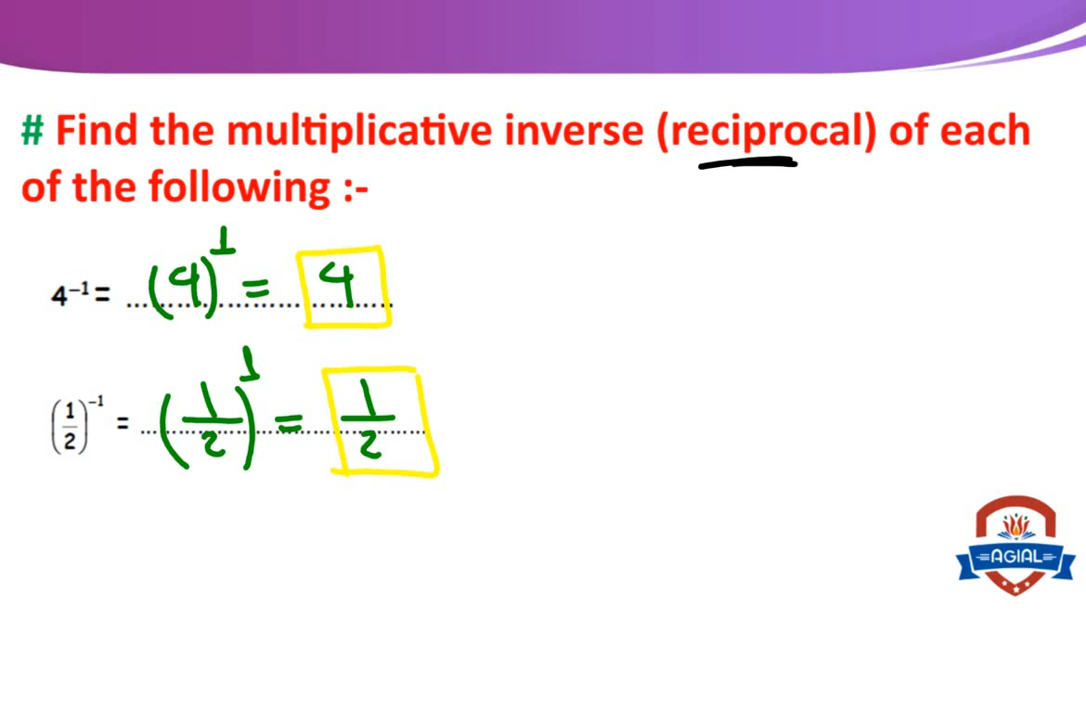 # Find the multiplicative inverse (reciprocal) of each
of the following :-
4⁻¹ = (4)¹ = 4
(1/2)⁻¹ = (1/2)¹ = 1/2
AGIAL